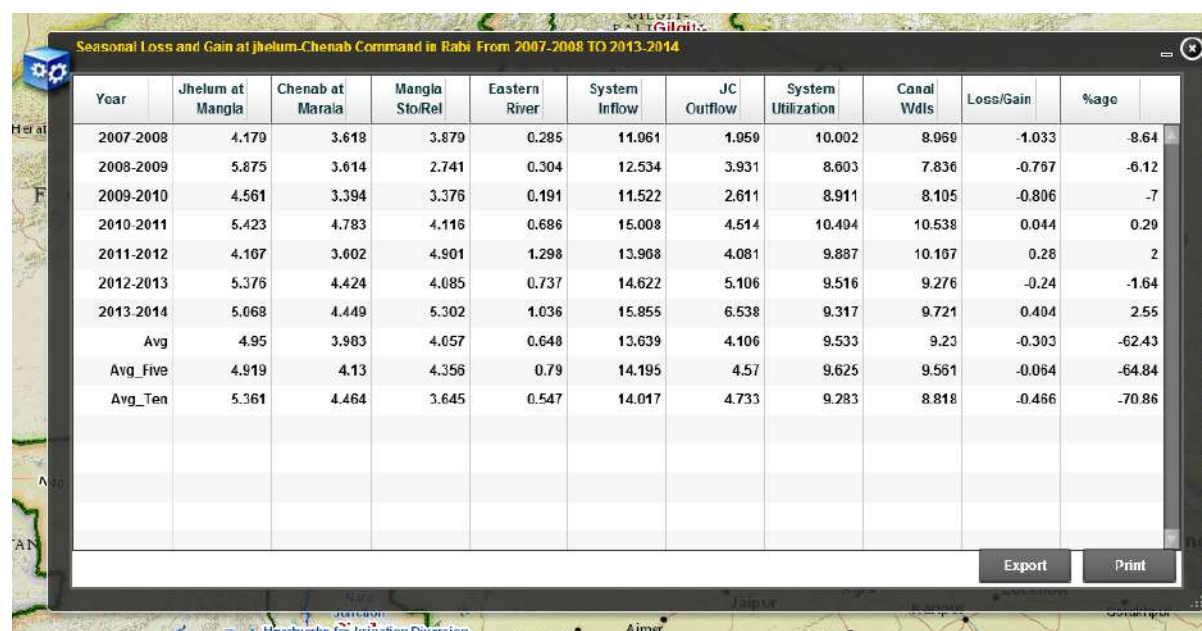 GILGIT-
Gilgit
Seasonal Loss and Gain at jhelum-Chenab Command in Rabi From 2007-2008 TO 2013-2014
Year Jhelum at Mangla Chenab at Marala Mangla Sto/Rel Eastern River System Inflow JC Outflow System Utilization Canal Wdls Loss/Gain %age
2007-2008 4.179 3.618 3.879 0.285 11.961 1.959 10.002 8.969 -1.033 -8.64
2008-2009 5.875 3.614 2.741 0.304 12.534 3.931 8.603 7.836 -0.767 -6.12
2009-2010 4.561 3.394 3.376 0.191 11.522 2.611 8.911 8.105 -0.806 -7
2010-2011 5.423 4.783 4.116 0.686 15.008 4.514 10.494 10.538 0.044 0.29
2011-2012 4.167 3.602 4.901 1.298 13.968 4.081 9.887 10.167 0.28 2
2012-2013 5.376 4.424 4.085 0.737 14.622 5.106 9.516 9.276 -0.24 -1.64
2013-2014 5.068 4.449 5.302 1.036 15.855 6.538 9.317 9.721 0.404 2.55
Avg 4.95 3.983 4.057 0.648 13.639 4.106 9.533 9.23 -0.303 -62.43
Avg_Five 4.919 4.13 4.356 0.79 14.195 4.57 9.625 9.561 -0.064 -64.84
Avg_Ten 5.361 4.464 3.645 0.547 14.017 4.733 9.283 8.818 -0.466 -70.86
Herat
Export Print
Jaipur
Ajmer